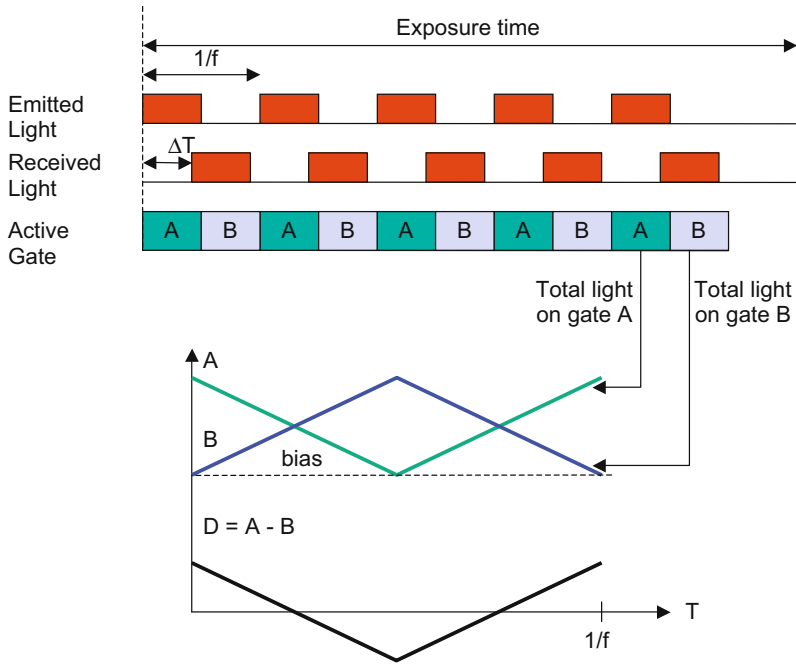 Exposure time
1/f
Emitted
Light
ΔT
Received
Light
Active
Gate
A B A B A B A B A B
Total light
on gate A
Total light
on gate B
A
B
bias
D = A - B
T
1/f